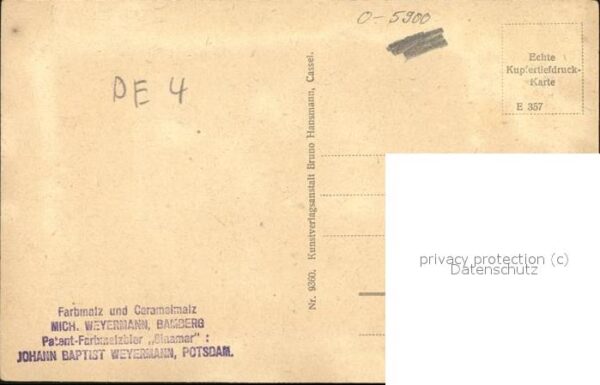 O-5900
DE 4
Echte
Kupfertiefdruck-
Karte
E 357
Nr. 9360. Kunstverlagsanstalt Bruno Hansmann, Cassel.
privacy protection (c)
Datenschutz
Farbmalz und Caramelmalz
MICH. WEYERMANN, BAMBERG
Patent-Farbmalzbier „Sinamar" :
JOHANN BAPTIST WEYERMANN, POTSDAM.